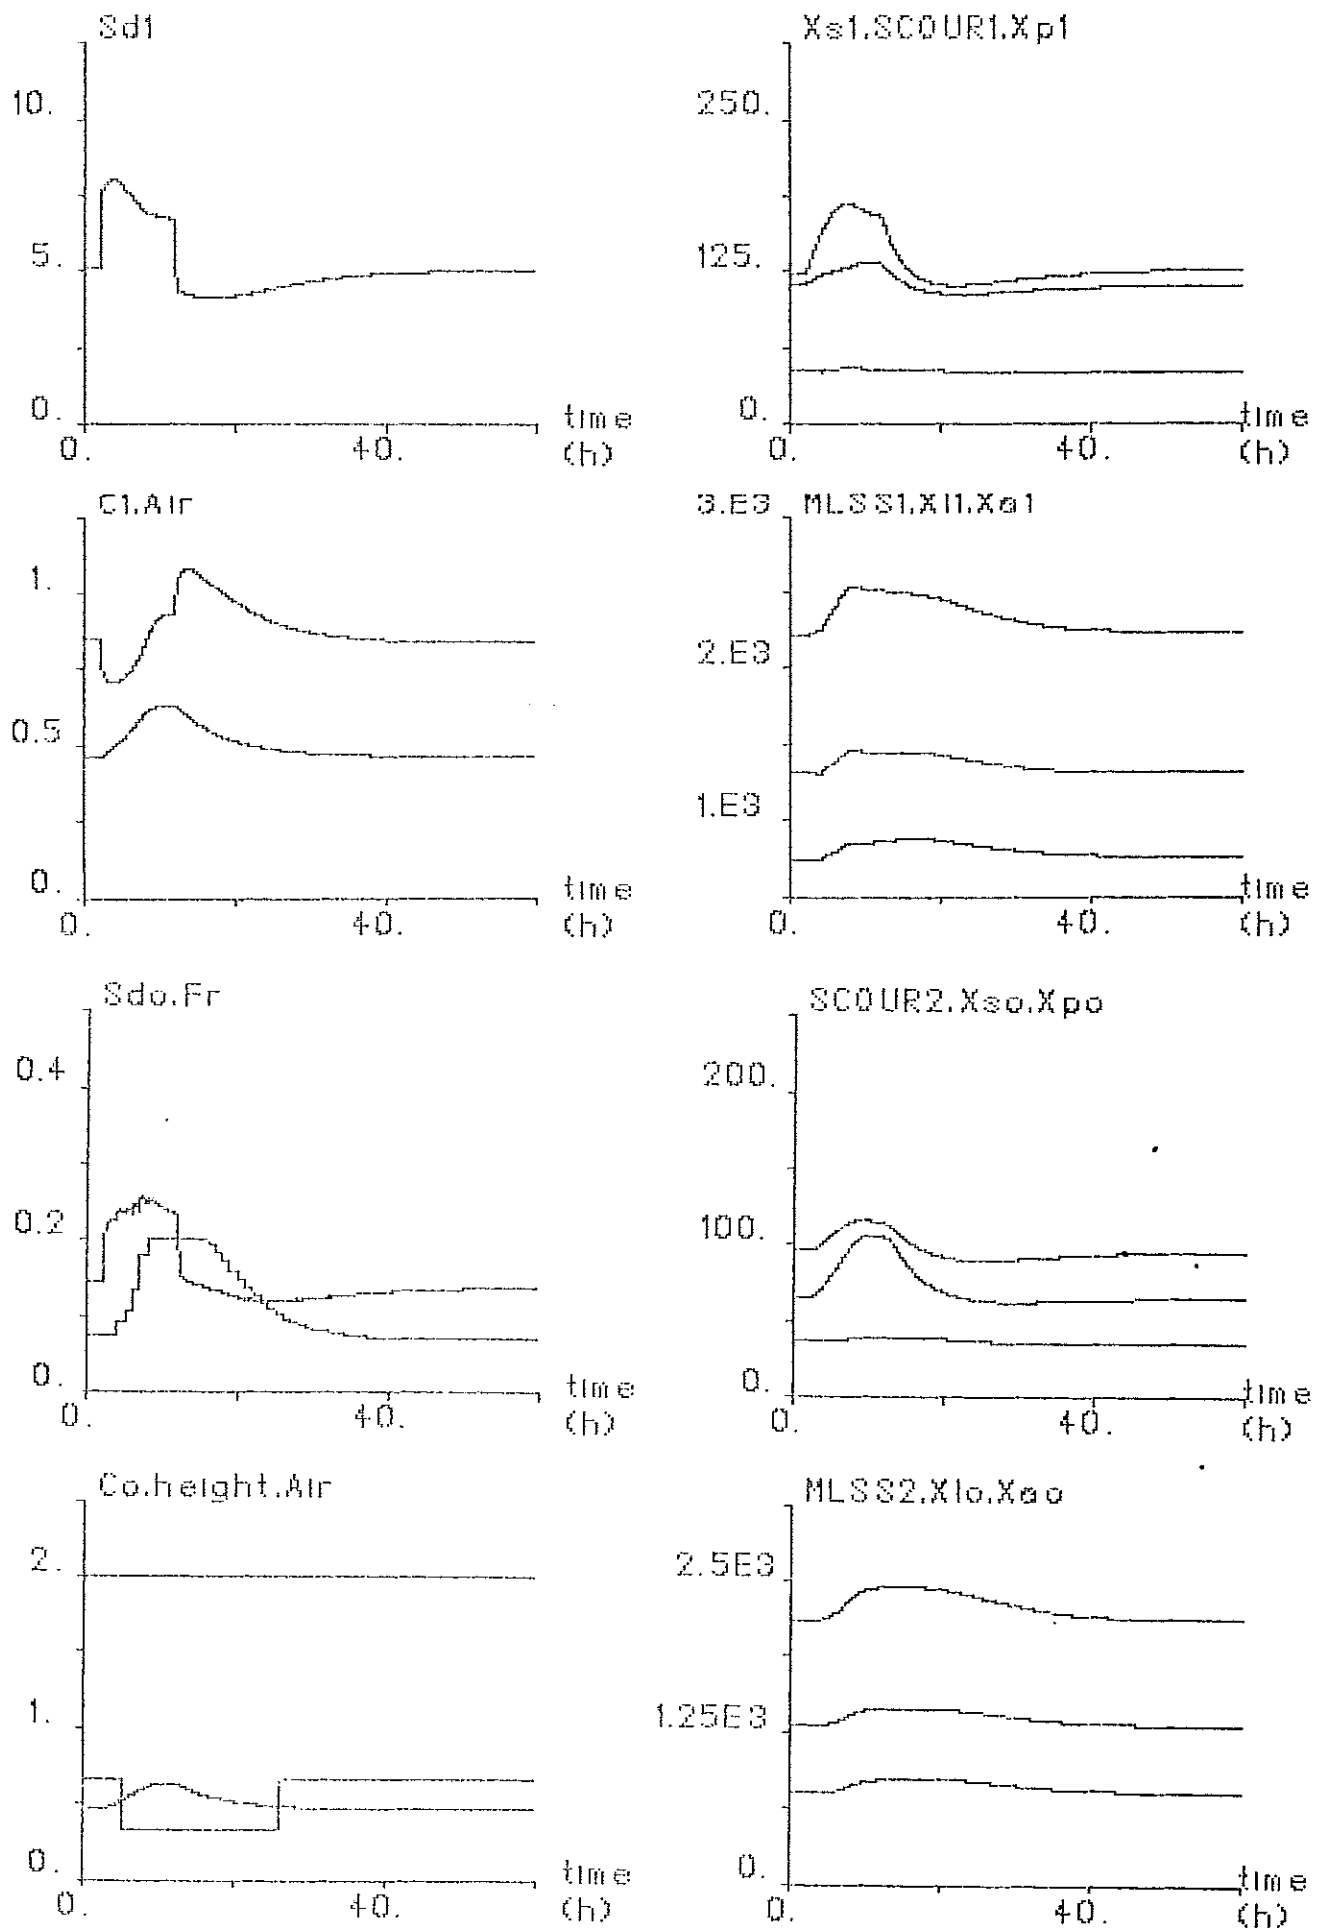 Sd1
10.
5.
0.
0.
40.
time
(h)
Xs1.SCOUR1.Xp1
250.
125.
0.
0.
40.
time
(h)
C1.Air
1.
0.5
0.
0.
40.
time
(h)
3.E3
MLSS1.XI1.Xa1
2.E3
1.E3
0.
40.
time
(h)
Sdo.Fr
0.4
0.2
0.
0.
40.
time
(h)
SCOUR2.Xso.Xpo
200.
100.
0.
0.
40.
time
(h)
Co.height.Air
2.
1.
0.
0.
40.
time
(h)
MLSS2.XIo.Xao
2.5E3
1.25E3
0.
0.
40.
time
(h)